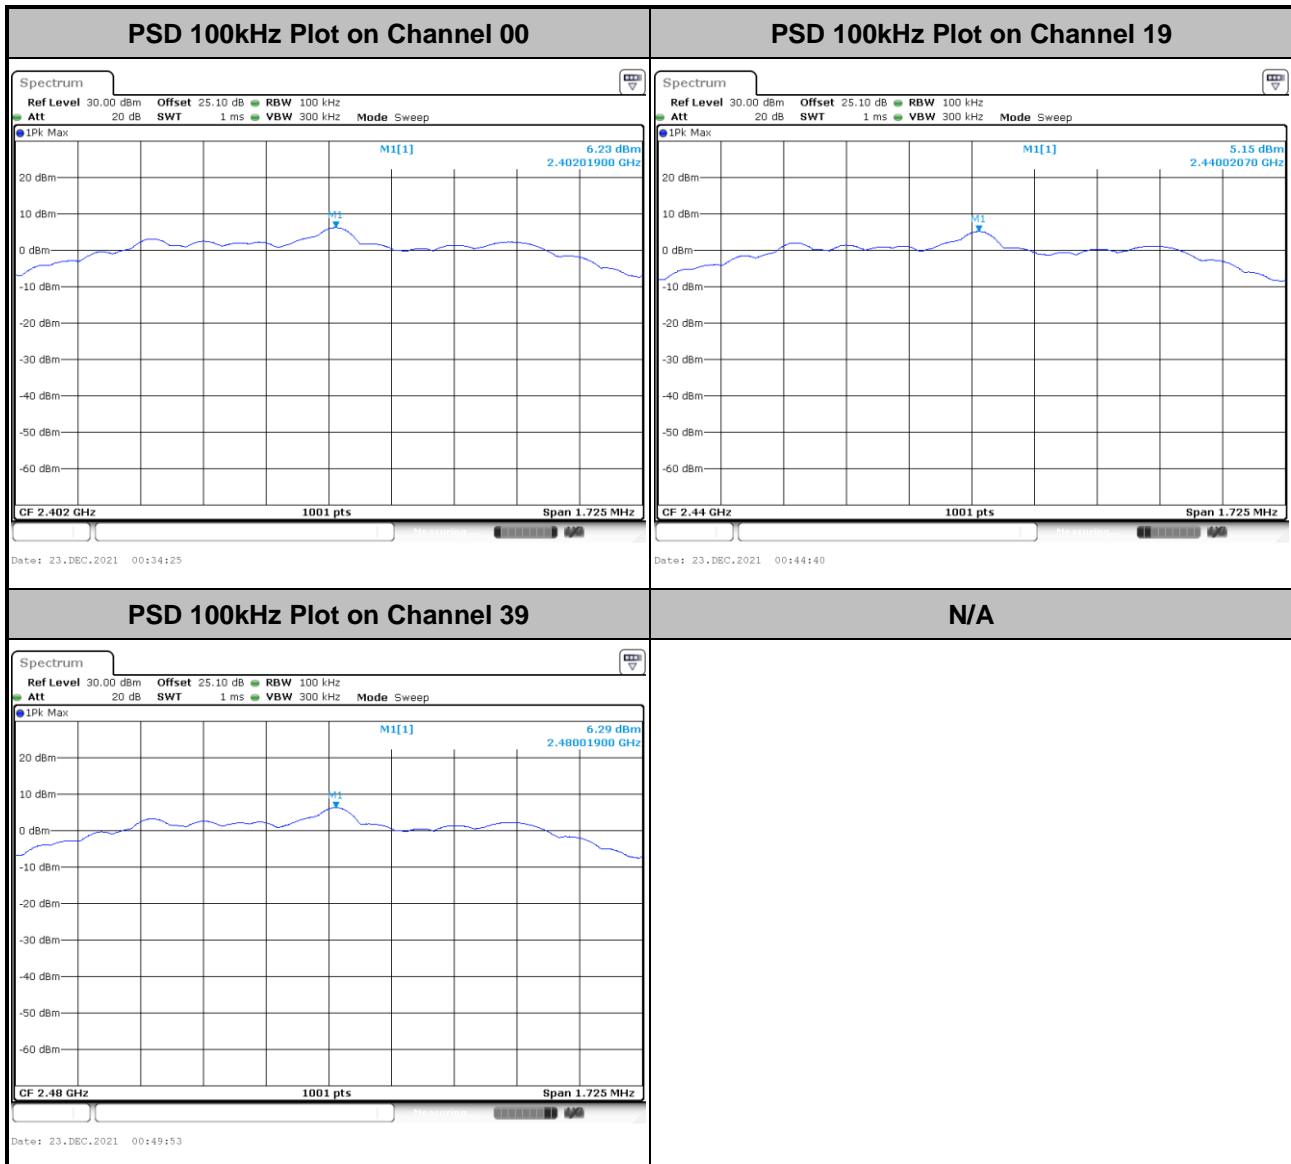 PSD 100kHz Plot on Channel 00
PSD 100kHz Plot on Channel 19
Spectrum
Ref Level 30.00 dBm Offset 25.10 dB RBW 100 kHz
Att 20 dB SWT 1 ms VBW 300 kHz Mode Sweep
1Pk Max
M1[1] 6.23 dBm
2.40201900 GHz
20 dBm
10 dBm
M1
0 dBm
-10 dBm
-20 dBm
-30 dBm
-40 dBm
-50 dBm
-60 dBm
CF 2.402 GHz 1001 pts Span 1.725 MHz
Measuring
Date: 23.DEC.2021 00:34:25
Spectrum
Ref Level 30.00 dBm Offset 25.10 dB RBW 100 kHz
Att 20 dB SWT 1 ms VBW 300 kHz Mode Sweep
1Pk Max
M1[1] 5.15 dBm
2.44002070 GHz
20 dBm
10 dBm
M1
0 dBm
-10 dBm
-20 dBm
-30 dBm
-40 dBm
-50 dBm
-60 dBm
CF 2.44 GHz 1001 pts Span 1.725 MHz
Measuring
Date: 23.DEC.2021 00:44:40
PSD 100kHz Plot on Channel 39
N/A
Spectrum
Ref Level 30.00 dBm Offset 25.10 dB RBW 100 kHz
Att 20 dB SWT 1 ms VBW 300 kHz Mode Sweep
1Pk Max
M1[1] 6.29 dBm
2.48001900 GHz
20 dBm
10 dBm
M1
0 dBm
-10 dBm
-20 dBm
-30 dBm
-40 dBm
-50 dBm
-60 dBm
CF 2.48 GHz 1001 pts Span 1.725 MHz
Measuring
Date: 23.DEC.2021 00:49:53